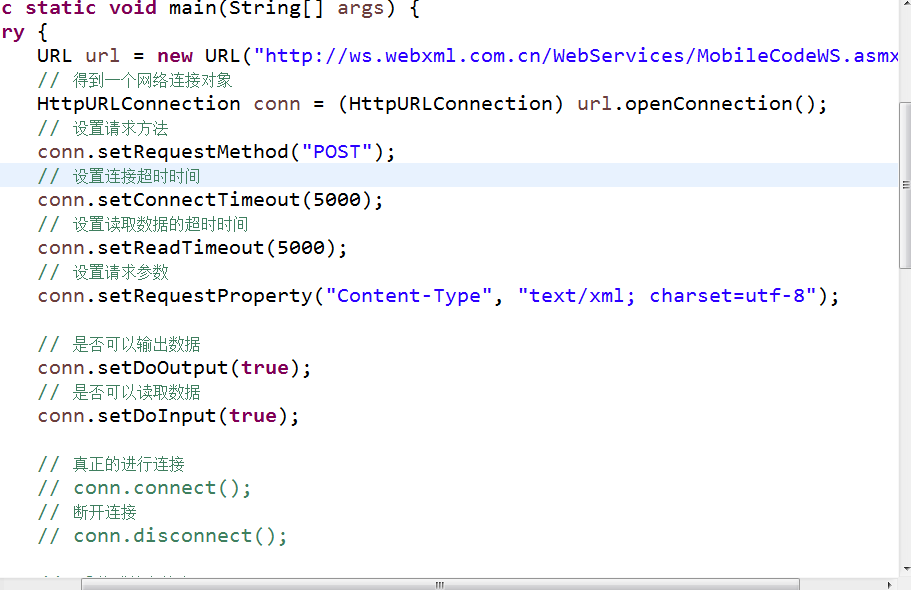 c static void main(String[] args) {
ry {
URL url = new URL("http://ws.webxml.com.cn/WebServices/MobileCodeWS.asmx
// 得到一个网络连接对象
HttpURLConnection conn = (HttpURLConnection) url.openConnection();
// 设置请求方法
conn.setRequestMethod("POST");
// 设置连接超时时间
conn.setConnectTimeout(5000);
// 设置读取数据的超时时间
conn.setReadTimeout(5000);
// 设置请求参数
conn.setRequestProperty("Content-Type", "text/xml; charset=utf-8");
// 是否可以输出数据
conn.setDoOutput(true);
// 是否可以读取数据
conn.setDoInput(true);
// 真正的进行连接
// conn.connect();
// 断开连接
// conn.disconnect();